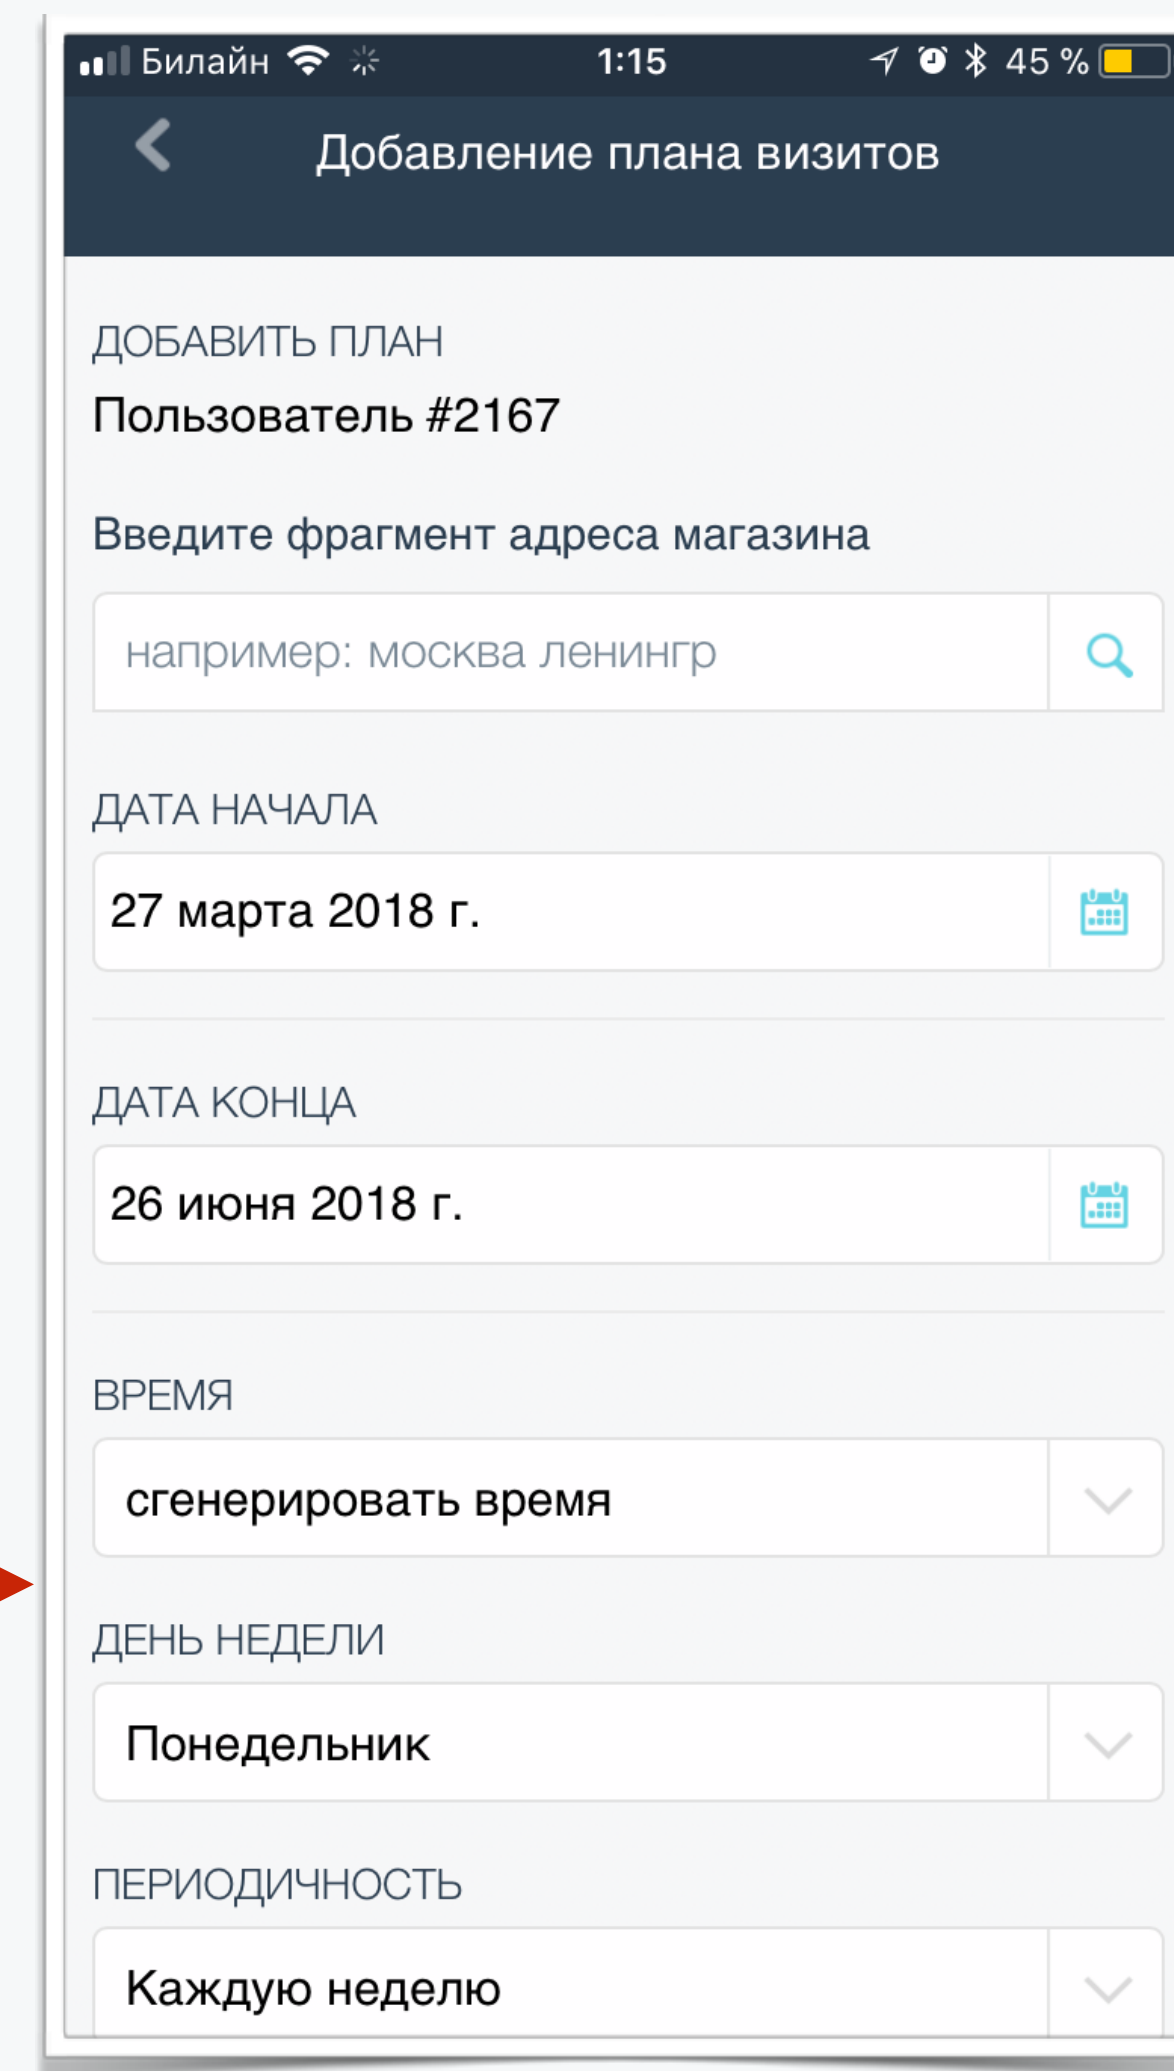 Билайн 1:15 45 %
Добавление плана визитов
ДОБАВИТЬ ПЛАН
Пользователь #2167
Введите фрагмент адреса магазина
например: москва ленингр
ДАТА НАЧАЛА
27 марта 2018 г.
ДАТА КОНЦА
26 июня 2018 г.
ВРЕМЯ
сгенерировать время
ДЕНЬ НЕДЕЛИ
Понедельник
ПЕРИОДИЧНОСТЬ
Каждую неделю